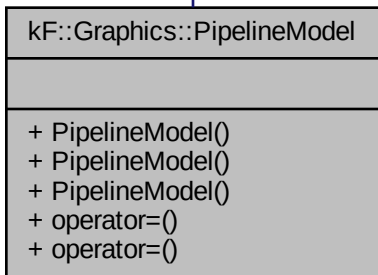 kF::Graphics::PipelineModel
+ PipelineModel()
+ PipelineModel()
+ PipelineModel()
+ operator=()
+ operator=()